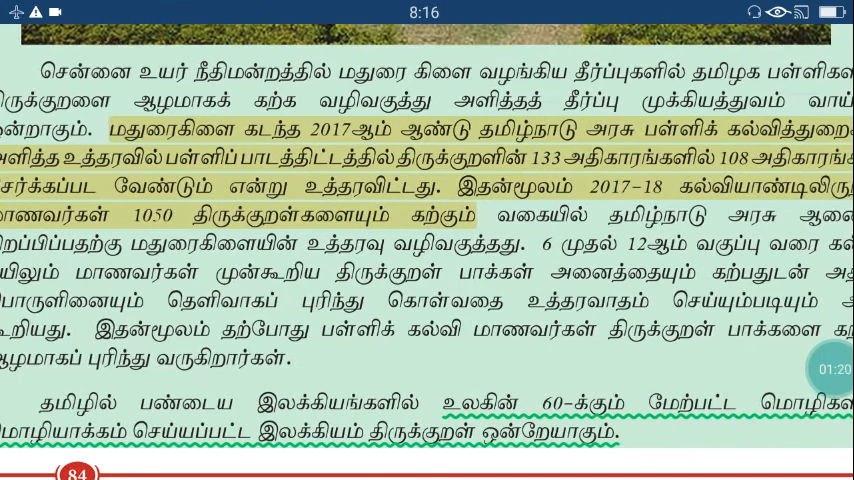 8:16
சென்னை உயர் நீதிமன்றத்தில் மதுரை கிளை வழங்கிய தீர்ப்புகளில் தமிழக பள்ளிகள
ிருக்குறளை ஆழமாகக் கற்க வழிவகுத்து அளித்தத் தீர்ப்பு முக்கியத்துவம் வாய்
ஒன்றாகும். மதுரைகிளை கடந்த 2017ஆம் ஆண்டு தமிழ்நாடு அரசு பள்ளிக் கல்வித்துறை
அளித்த உத்தரவில் பள்ளிப் பாடத்திட்டத்தில் திருக்குறளின் 133 அதிகாரங்களில் 108 அதிகாரங்க
சேர்க்கப்பட வேண்டும் என்று உத்தரவிட்டது. இதன்மூலம் 2017-18 கல்வியாண்டிலிரு
மாணவர்கள் 1050 திருக்குறள்களையும் கற்கும் வகையில் தமிழ்நாடு அரசு ஆணை
பிறப்பிப்பதற்கு மதுரைகிளையின் உத்தரவு வழிவகுத்தது. 6 முதல் 12ஆம் வகுப்பு வரை கல்
யிலும் மாணவர்கள் முன்கூறிய திருக்குறள் பாக்கள் அனைத்தையும் கற்பதுடன் அத
பொருளினையும் தெளிவாகப் புரிந்து கொள்வதை உத்தரவாதம் செய்யும்படியும் அ
கூறியது. இதன்மூலம் தற்போது பள்ளிக் கல்வி மாணவர்கள் திருக்குறள் பாக்களை கற்
ஆழமாகப் புரிந்து வருகிறார்கள்.
01:20
தமிழில் பண்டைய இலக்கியங்களில் உலகின் 60-க்கும் மேற்பட்ட மொழிகள
மொழியாக்கம் செய்யப்பட்ட இலக்கியம் திருக்குறள் ஒன்றேயாகும்.
84